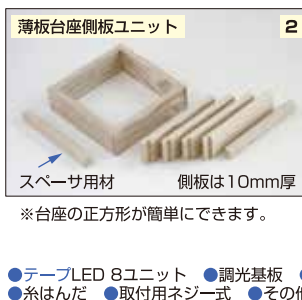 薄板台座側板ユニット 2
スペーサ用材 側板は10mm厚
※台座の正方形が簡単にできます。
●テープLED 8ユニット ●調光基板 ●
●糸はんだ ●取付用ネジ一式 ●その他